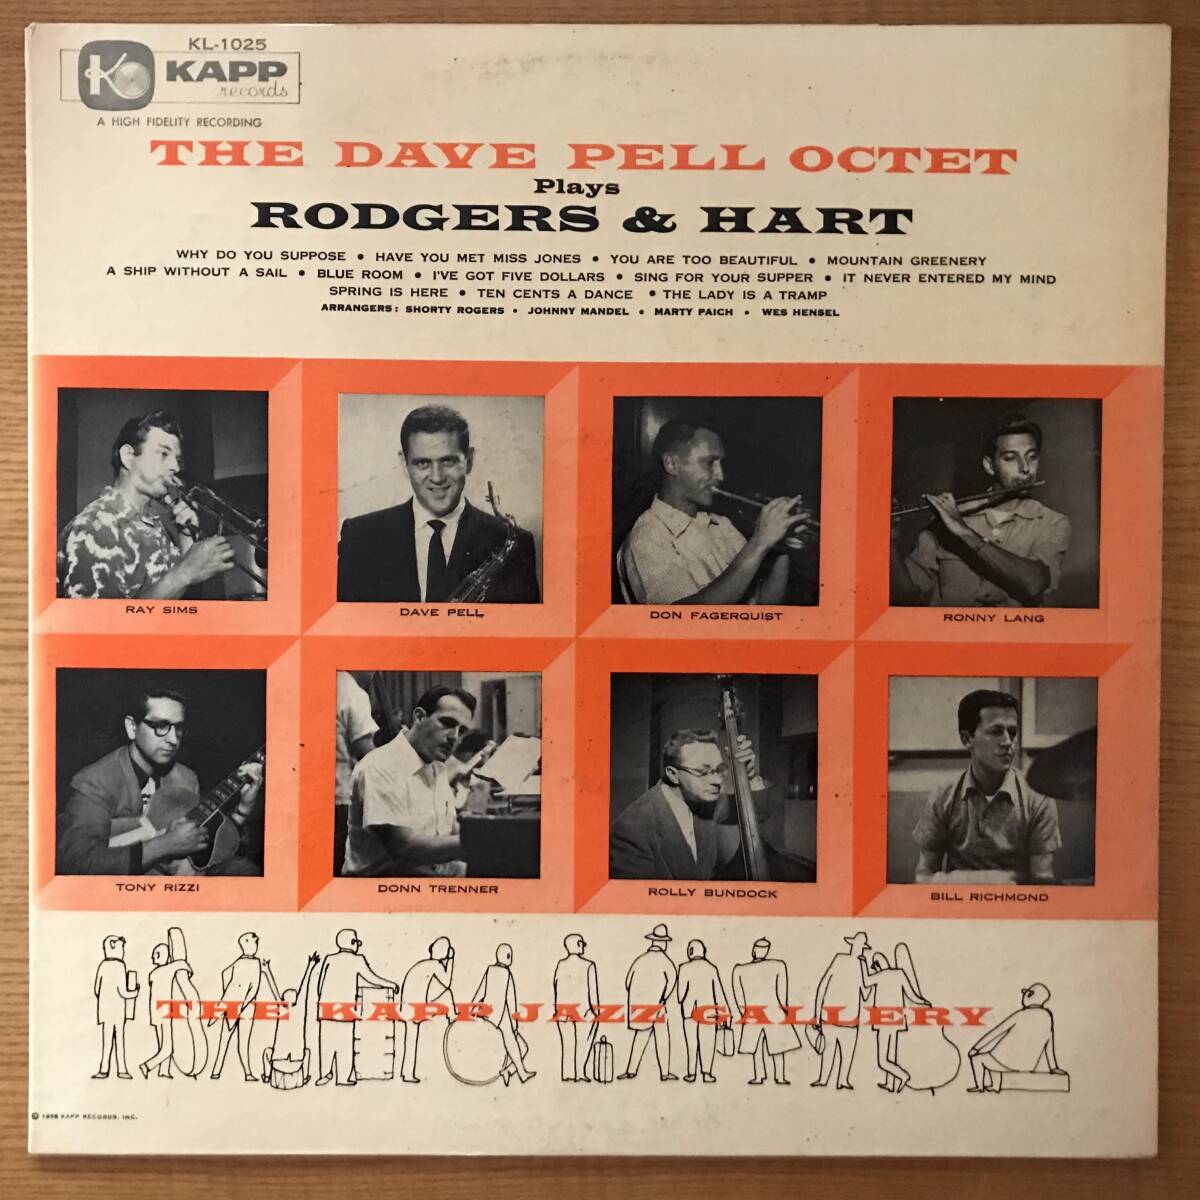 KL-1025
KAPP
records
A HIGH FIDELITY RECORDING
THE DAVE PELL OCTET
Plays
RODGERS & HART
WHY DO YOU SUPPOSE • HAVE YOU MET MISS JONES • YOU ARE TOO BEAUTIFUL • MOUNTAIN GREENERY
A SHIP WITHOUT A SAIL • BLUE ROOM • I'VE GOT FIVE DOLLARS • SING FOR YOUR SUPPER • IT NEVER ENTERED MY MIND
SPRING IS HERE • TEN CENTS A DANCE • THE LADY IS A TRAMP
ARRANGERS: SHORTY ROGERS • JOHNNY MANDEL • MARTY PAICH • WES HENSEL
RAY SIMS
DAVE PELL
DON FAGERQUIST
RONNY LANG
TONY RIZZI
DONN TRENNER
ROLLY BUNDOCK
BILL RICHMOND
THE KAPP JAZZ GALLERY
© 1956 KAPP RECORDS, INC.